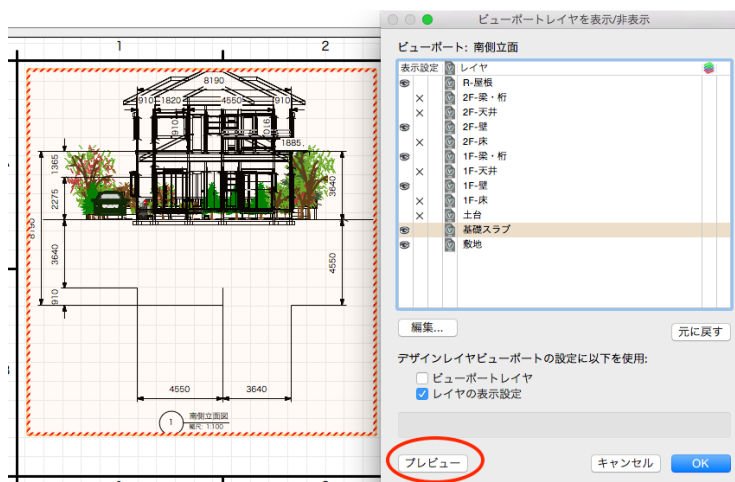 ビューポートレイヤを表示/非表示
ビューポート: 南側立面
表示設定 レイヤ
R-屋根
2F-梁・桁
2F-天井
2F-壁
2F-床
1F-梁・桁
1F-天井
1F-壁
1F-床
土台
基礎スラブ
敷地
編集...
元に戻す
デザインレイヤビューポートの設定に以下を使用:
ビューポートレイヤ
レイヤの表示設定
プレビュー
キャンセル
OK
1
2
8190
910
1820
4550
910
910
1885
1365
2275
3640
8190
3640
4550
910
4550
3640
1
南側立面図
縮尺: 1:100